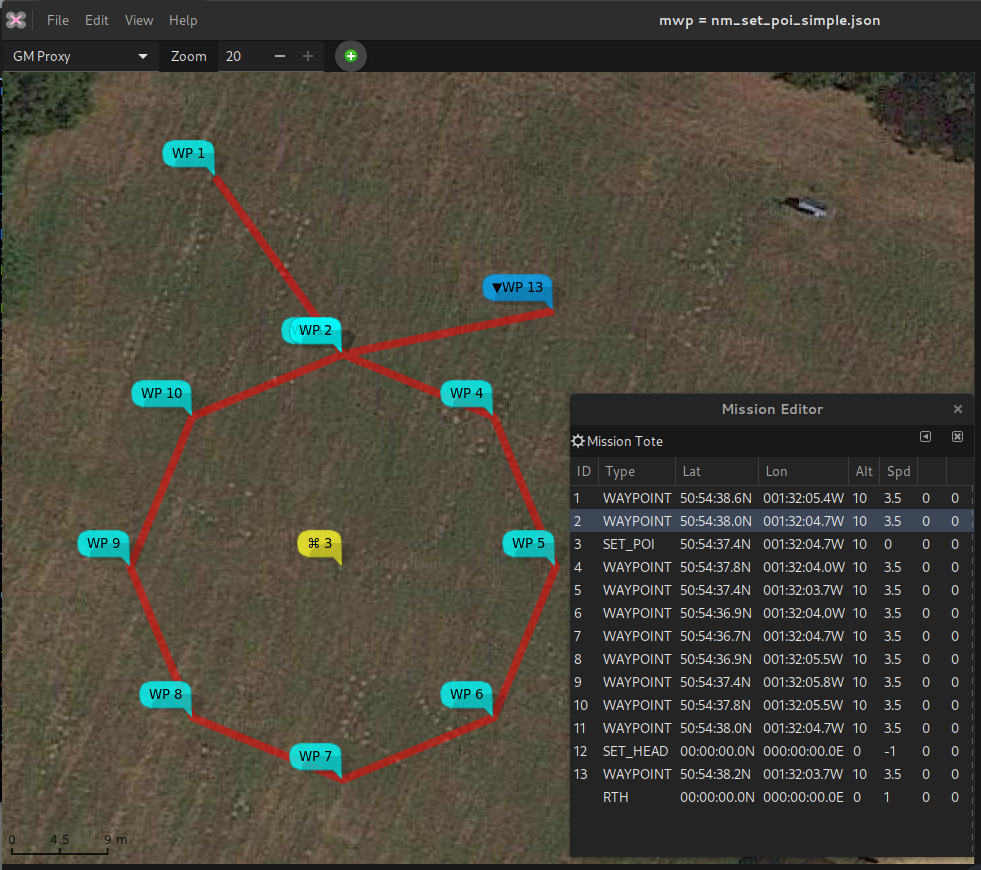 File Edit View Help mwp = nm_set_poi_simple.json
GM Proxy Zoom 20
WP 1
▼WP 13
WP 2
WP 10
WP 4
⌘ 3
WP 9
WP 5
WP 8
WP 6
WP 7
0 4.5 9 m
Mission Editor
Mission Tote
ID Type Lat Lon Alt Spd
1 WAYPOINT 50:54:38.6N 001:32:05.4W 10 3.5 0 0
2 WAYPOINT 50:54:38.0N 001:32:04.7W 10 3.5 0 0
3 SET_POI 50:54:37.4N 001:32:04.7W 10 0 0 0
4 WAYPOINT 50:54:37.8N 001:32:04.0W 10 3.5 0 0
5 WAYPOINT 50:54:37.4N 001:32:03.7W 10 3.5 0 0
6 WAYPOINT 50:54:36.9N 001:32:04.0W 10 3.5 0 0
7 WAYPOINT 50:54:36.7N 001:32:04.7W 10 3.5 0 0
8 WAYPOINT 50:54:36.9N 001:32:05.5W 10 3.5 0 0
9 WAYPOINT 50:54:37.4N 001:32:05.8W 10 3.5 0 0
10 WAYPOINT 50:54:37.8N 001:32:05.5W 10 3.5 0 0
11 WAYPOINT 50:54:38.0N 001:32:04.7W 10 3.5 0 0
12 SET_HEAD 00:00:00.0N 000:00:00.0E 0 -1 0 0
13 WAYPOINT 50:54:38.2N 001:32:03.7W 10 3.5 0 0
RTH 00:00:00.0N 000:00:00.0E 0 1 0 0